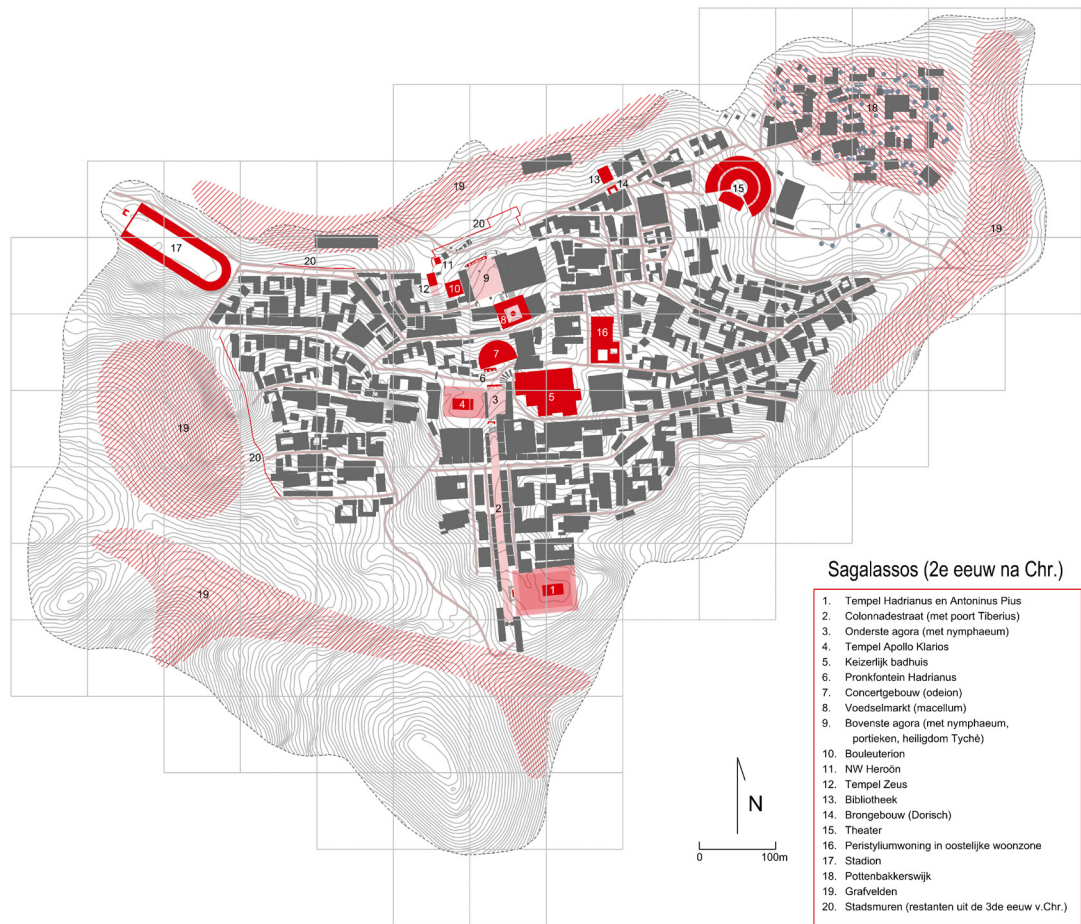 18
19
13
14
15
20
17
19
11
20
9
12
10
8
16
7
6
5
4
3
19
20
2
1
19
Sagalassos (2e eeuw na Chr.)
1. Tempel Hadrianus en Antoninus Pius
2. Colonnadestraat (met poort Tiberius)
3. Onderste agora (met nymphaeum)
4. Tempel Apollo Klarios
5. Keizerlijk badhuis
6. Pronkfontein Hadrianus
7. Concertgebouw (odeion)
8. Voedselmarkt (macellum)
9. Bovenste agora (met nymphaeum,
portieken, heiligdom Tychè)
10. Bouleuterion
11. NW Heroön
12. Tempel Zeus
13. Bibliotheek
14. Brongebouw (Dorisch)
15. Theater
16. Peristyliumwoning in oostelijke woonzone
17. Stadion
18. Pottenbakkerswijk
19. Grafvelden
20. Stadsmuren (restanten uit de 3de eeuw v.Chr.)
N
0 100m
19